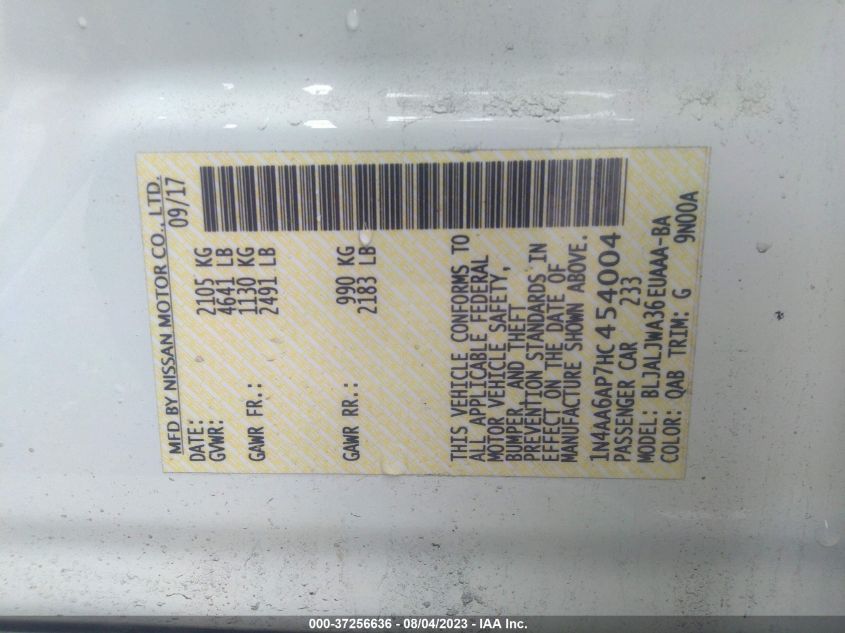 MFD BY NISSAN MOTOR CO., LTD.
DATE: 09/17
GVWR: 2105 KG
4641 LB
GAWR FR.: 1130 KG
2491 LB
GAWR RR.: 990 KG
2183 LB
THIS VEHICLE CONFORMS TO
ALL APPLICABLE FEDERAL
MOTOR VEHICLE SAFETY,
BUMPER, AND THEFT
PREVENTION STANDARDS IN
EFFECT ON THE DATE OF
MANUFACTURE SHOWN ABOVE.
1N4AA6AP7HC454004
PASSENGER CAR 233
MODEL: BLJALJWA36EUAAA-BA
COLOR: QAB TRIM: G 9N00A
000-37256636 - 08/04/2023 - IAA Inc.